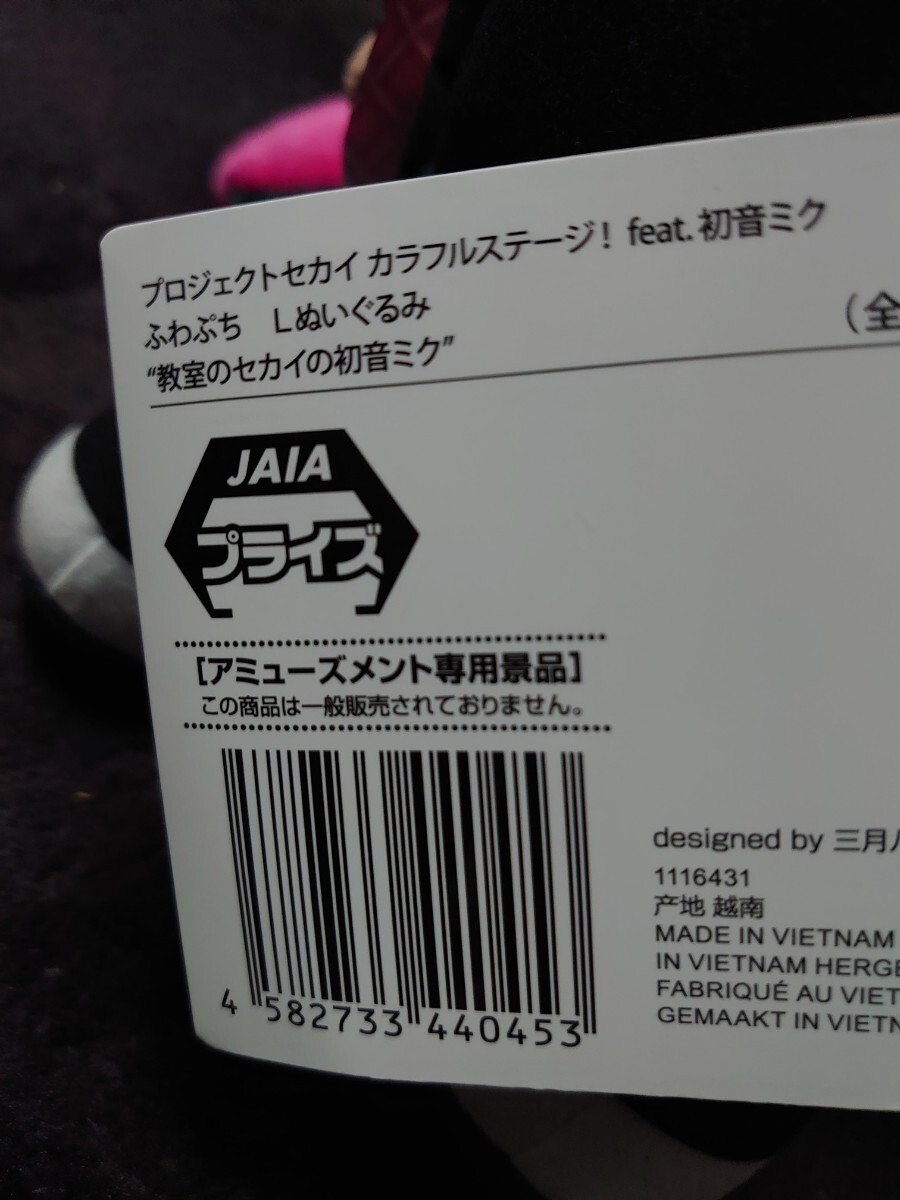 プロジェクトセカイ カラフルステージ! feat. 初音ミク
ふわぷち Lぬいぐるみ
(全
“教室のセカイの初音ミク”
JAIA
プライズ
[アミューズメント専用景品]
この商品は一般販売されておりません。
4 582733 440453
designed by 三月八
1116431
产地 越南
MADE IN VIETNAM
IN VIETNAM HERGE
FABRIQUÉ AU VIET
GEMAAKT IN VIETN